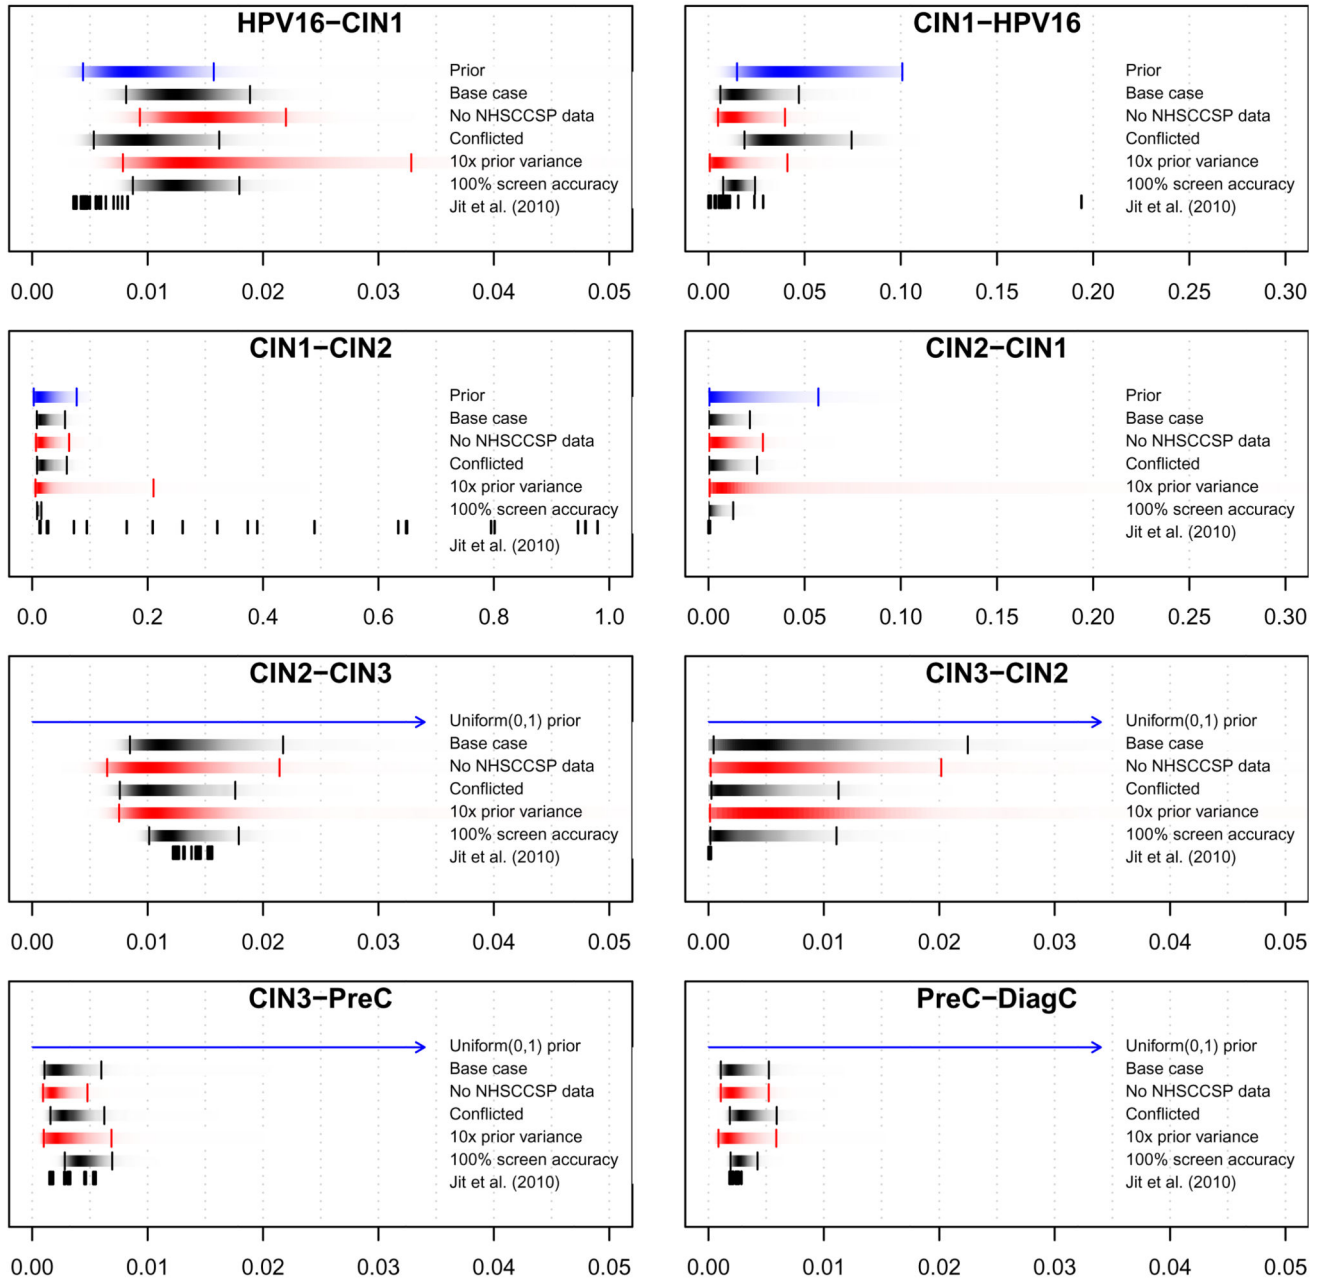 HPV16−CIN1
Prior
Base case
No NHSCCSP data
Conflicted
10x prior variance
100% screen accuracy
Jit et al. (2010)
0.00 0.01 0.02 0.03 0.04 0.05
CIN1−HPV16
Prior
Base case
No NHSCCSP data
Conflicted
10x prior variance
100% screen accuracy
Jit et al. (2010)
0.00 0.05 0.10 0.15 0.20 0.25 0.30
CIN1−CIN2
Prior
Base case
No NHSCCSP data
Conflicted
10x prior variance
100% screen accuracy
Jit et al. (2010)
0.0 0.2 0.4 0.6 0.8 1.0
CIN2−CIN1
Prior
Base case
No NHSCCSP data
Conflicted
10x prior variance
100% screen accuracy
Jit et al. (2010)
0.00 0.05 0.10 0.15 0.20 0.25 0.30
CIN2−CIN3
Uniform(0,1) prior
Base case
No NHSCCSP data
Conflicted
10x prior variance
100% screen accuracy
Jit et al. (2010)
0.00 0.01 0.02 0.03 0.04 0.05
CIN3−CIN2
Uniform(0,1) prior
Base case
No NHSCCSP data
Conflicted
10x prior variance
100% screen accuracy
Jit et al. (2010)
0.00 0.01 0.02 0.03 0.04 0.05
CIN3−PreC
Uniform(0,1) prior
Base case
No NHSCCSP data
Conflicted
10x prior variance
100% screen accuracy
Jit et al. (2010)
0.00 0.01 0.02 0.03 0.04 0.05
PreC−DiagC
Uniform(0,1) prior
Base case
No NHSCCSP data
Conflicted
10x prior variance
100% screen accuracy
Jit et al. (2010)
0.00 0.01 0.02 0.03 0.04 0.05